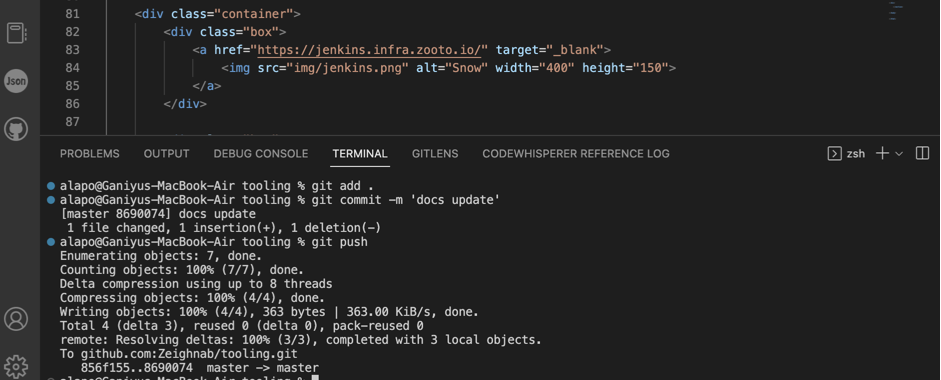 81 <div class="container">
82 <div class="box">
83 <a href="https://jenkins.infra.zooto.io/" target="_blank">
84 <img src="img/jenkins.png" alt="Snow" width="400" height="150">
85 </a>
86 </div>
87
Json
PROBLEMS OUTPUT DEBUG CONSOLE TERMINAL GITLENS CODEWHISPERER REFERENCE LOG zsh
alapo@Ganiyus-MacBook-Air tooling % git add .
alapo@Ganiyus-MacBook-Air tooling % git commit -m 'docs update'
[master 8690074] docs update
1 file changed, 1 insertion(+), 1 deletion(-)
alapo@Ganiyus-MacBook-Air tooling % git push
Enumerating objects: 7, done.
Counting objects: 100% (7/7), done.
Delta compression using up to 8 threads
Compressing objects: 100% (4/4), done.
Writing objects: 100% (4/4), 363 bytes | 363.00 KiB/s, done.
Total 4 (delta 3), reused 0 (delta 0), pack-reused 0
remote: Resolving deltas: 100% (3/3), completed with 3 local objects.
To github.com:Zeighnab/tooling.git
856f155..8690074 master -> master
alapo@Ganiyus-MacBook-Air tooling %